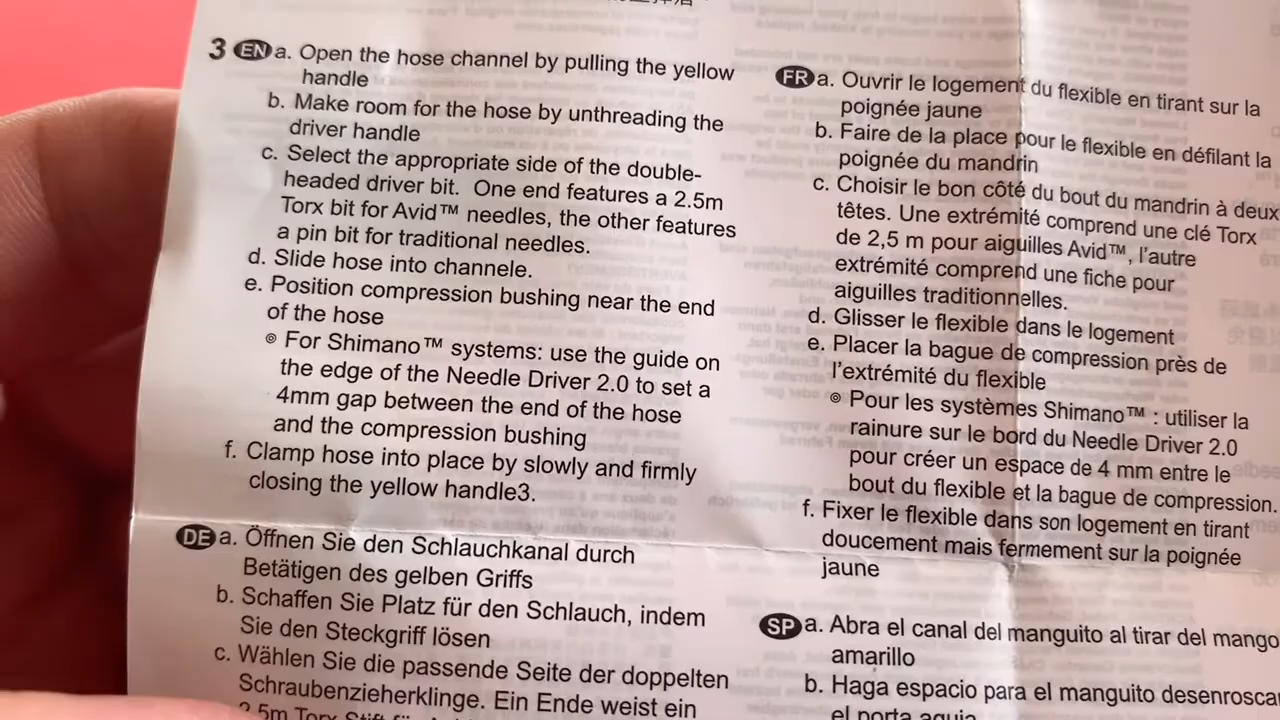 3 EN a. Open the hose channel by pulling the yellow
handle
b. Make room for the hose by unthreading the
driver handle
c. Select the appropriate side of the double-
headed driver bit. One end features a 2.5m
Torx bit for Avid™ needles, the other features
a pin bit for traditional needles.
d. Slide hose into channele.
e. Position compression bushing near the end
of the hose
⊚ For Shimano™ systems: use the guide on
the edge of the Needle Driver 2.0 to set a
4mm gap between the end of the hose
and the compression bushing
f. Clamp hose into place by slowly and firmly
closing the yellow handle3.
FR a. Ouvrir le logement du flexible en tirant sur la
poignée jaune
b. Faire de la place pour le flexible en défilant la
poignée du mandrin
c. Choisir le bon côté du bout du mandrin à deux
têtes. Une extrémité comprend une clé Torx
de 2,5 m pour aiguilles Avid™, l'autre
extrémité comprend une fiche pour
aiguilles traditionnelles.
d. Glisser le flexible dans le logement
e. Placer la bague de compression près de
l'extrémité du flexible
⊚ Pour les systèmes Shimano™ : utiliser la
rainure sur le bord du Needle Driver 2.0
pour créer un espace de 4 mm entre le
bout du flexible et la bague de compression.
f. Fixer le flexible dans son logement en tirant
doucement mais fermement sur la poignée
jaune
DE a. Öffnen Sie den Schlauchkanal durch
Betätigen des gelben Griffs
b. Schaffen Sie Platz für den Schlauch, indem
Sie den Steckgriff lösen
c. Wählen Sie die passende Seite der doppelten
Schraubenzieherklinge. Ein Ende weist ein
SP a. Abra el canal del manguito al tirar del mango
amarillo
b. Haga espacio para el manguito desenrosca
el porta aguja